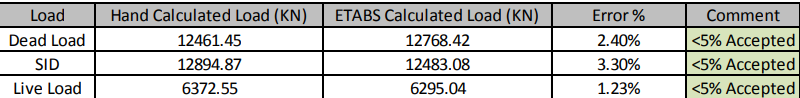 Load Hand Calculated Load (KN) ETABS Calculated Load (KN) Error % Comment
Dead Load 12461.45 12768.42 2.40% <5% Accepted
SID 12894.87 12483.08 3.30% <5% Accepted
Live Load 6372.55 6295.04 1.23% <5% Accepted